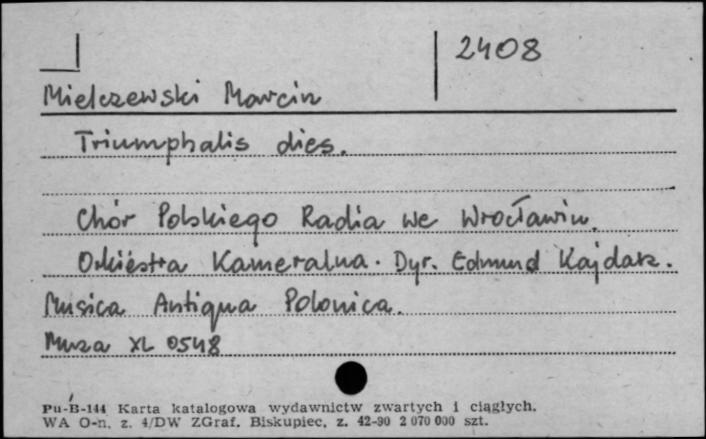 2408
Mielczewski Marcin
Triumphalis dies.
Chór Polskiego Radia we Wrocławiu.
Orkiestra Kameralna. Dyr. Edmund Kajdasz.
Musica Antiqua Polonica.
Muza XL 0548
Pu-B-144 Karta katalogowa wydawnictw zwartych i ciągłych.
WA O-n. z. 4/DW ZGraf. Biskupiec, z. 42-90 2 070 000 szt.